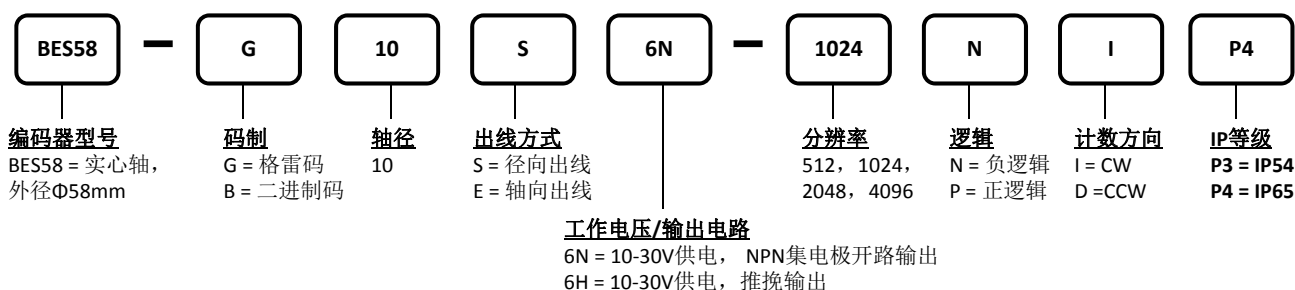 BES58 - G 10 S 6N - 1024 N I P4
编码器型号 码制 轴径 出线方式 分辨率 逻辑 计数方向 IP等级
BES58 = 实心轴， G = 格雷码 10 S = 径向出线 512，1024， N = 负逻辑 I = CW P3 = IP54
外径Φ58mm B = 二进制码 E = 轴向出线 2048，4096 P = 正逻辑 D =CCW P4 = IP65
工作电压/输出电路
6N = 10-30V供电， NPN集电极开路输出
6H = 10-30V供电，推挽输出